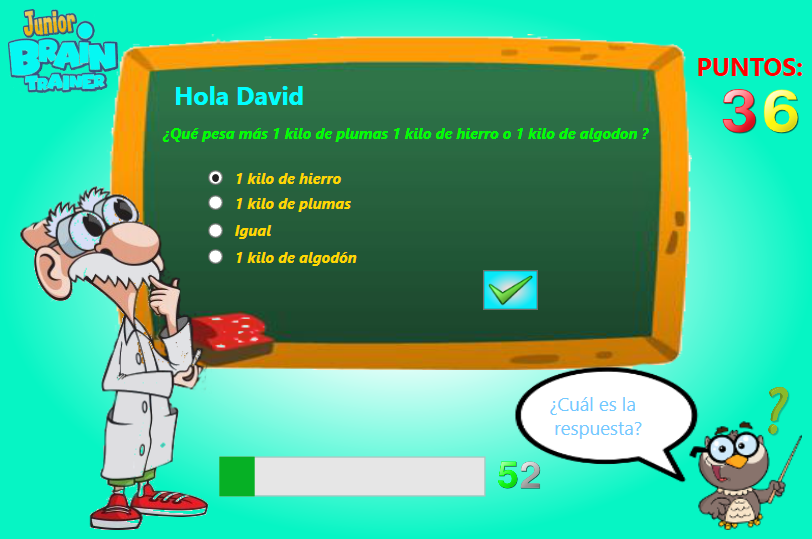 Junior
BRAiN
TRAINER
PUNTOS:
36
Hola David
¿Qué pesa más 1 kilo de plumas 1 kilo de hierro o 1 kilo de algodon ?
1 kilo de hierro
1 kilo de plumas
Igual
1 kilo de algodón
¿Cuál es la
respuesta?
?
52